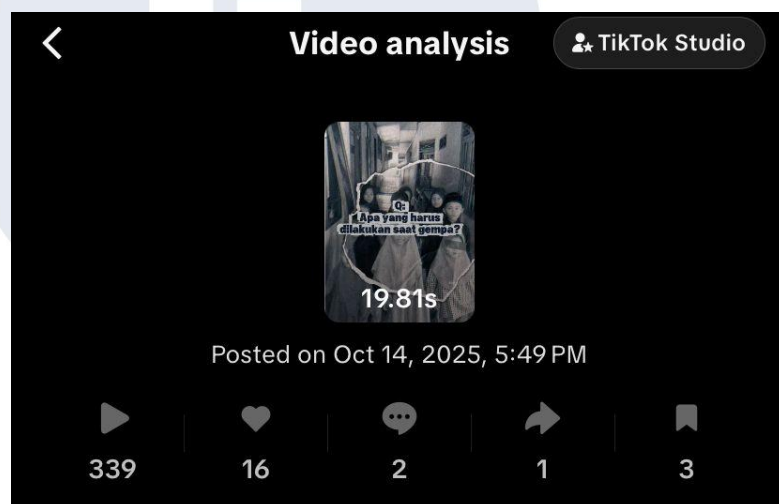 Video analysis
TikTok Studio
Q:
Apa yang harus
dilakukan saat gempa?
19.81s
Posted on Oct 14, 2025, 5:49 PM
339
16
2
1
3